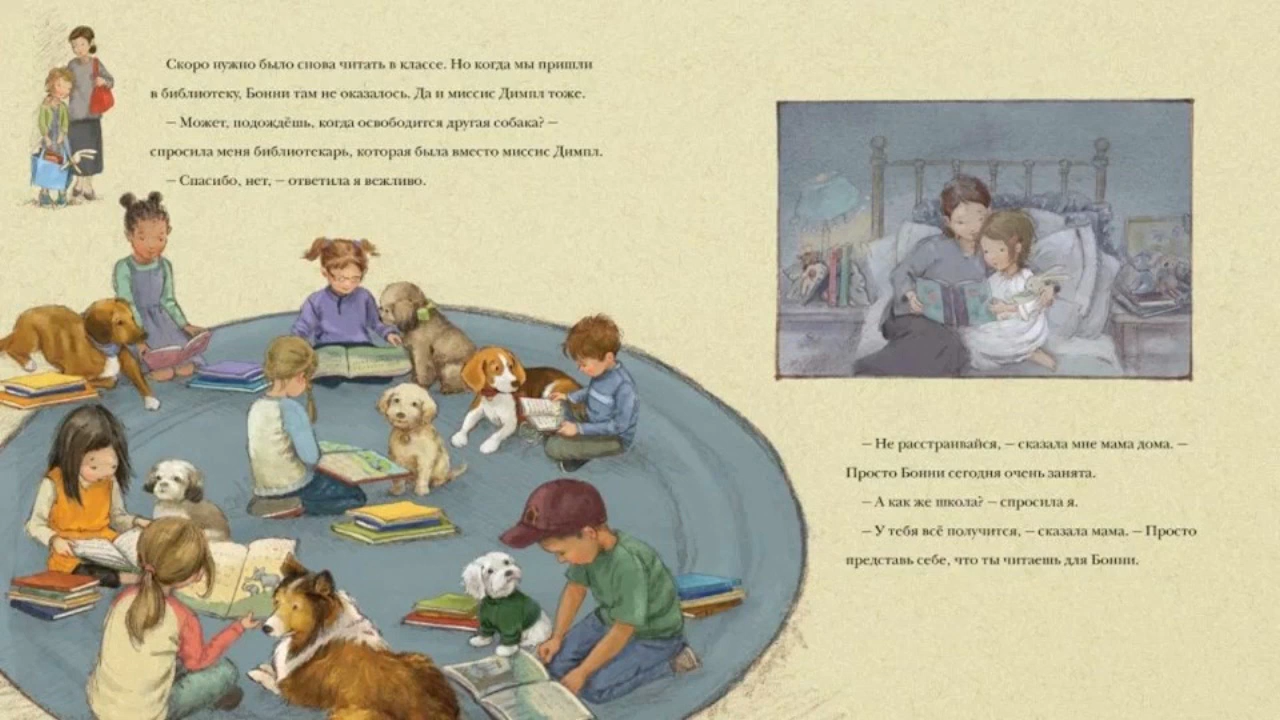 Скоро нужно было снова читать в классе. Но когда мы пришли
в библиотеку, Бонни там не оказалось. Да и миссис Димпл тоже.
— Может, подождёшь, когда освободится другая собака? —
спросила меня библиотекарь, которая была вместо миссис Димпл.
— Спасибо, нет, — ответила я вежливо.
— Не расстраивайся, — сказала мне мама дома. —
Просто Бонни сегодня очень занята.
— А как же школа? — спросила я.
— У тебя всё получится, — сказала мама. — Просто
представь себе, что ты читаешь для Бонни.